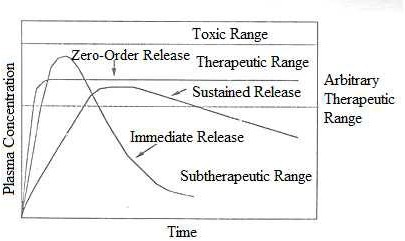 Toxic Range
Zero-Order Release
Therapeutic Range
Sustained Release
Arbitrary
Therapeutic
Range
Immediate Release
Subtherapeutic Range
Plasma Concentration
Time